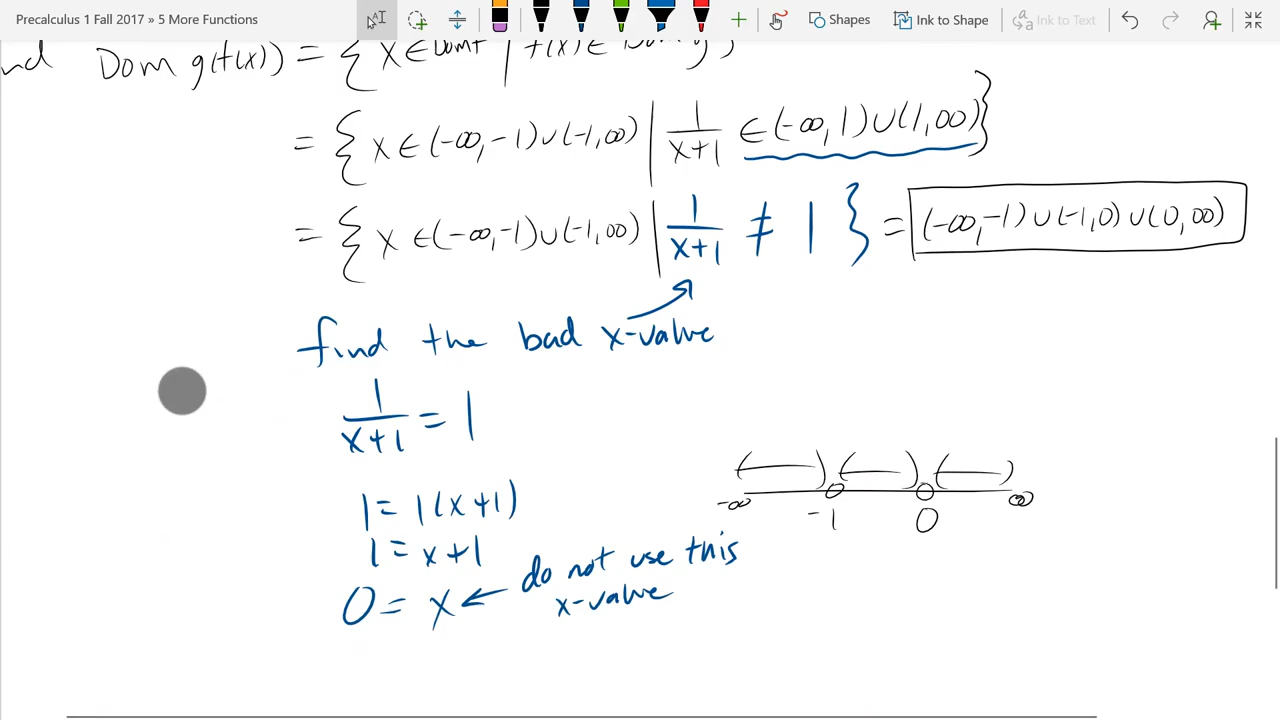 Precalculus 1 Fall 2017 » 5 More Functions
Shapes
Ink to Shape
Ink to Text
nd Dom g(f(x)) = { x ∈ Dom f | f(x) ∈ Dom g }
= { x ∈ (-∞,-1) ∪ (-1,∞) | 1/(x+1) ∈ (-∞,1) ∪ (1,∞) }
= { x ∈ (-∞,-1) ∪ (-1,∞) | 1/(x+1) ≠ 1 } = (-∞,-1) ∪ (-1,0) ∪ (0,∞)
find the bad x-value
1/(x+1) = 1
-∞ -1 0 ∞
1 = 1(x+1)
1 = x+1
0 = x ← do not use this
x-value